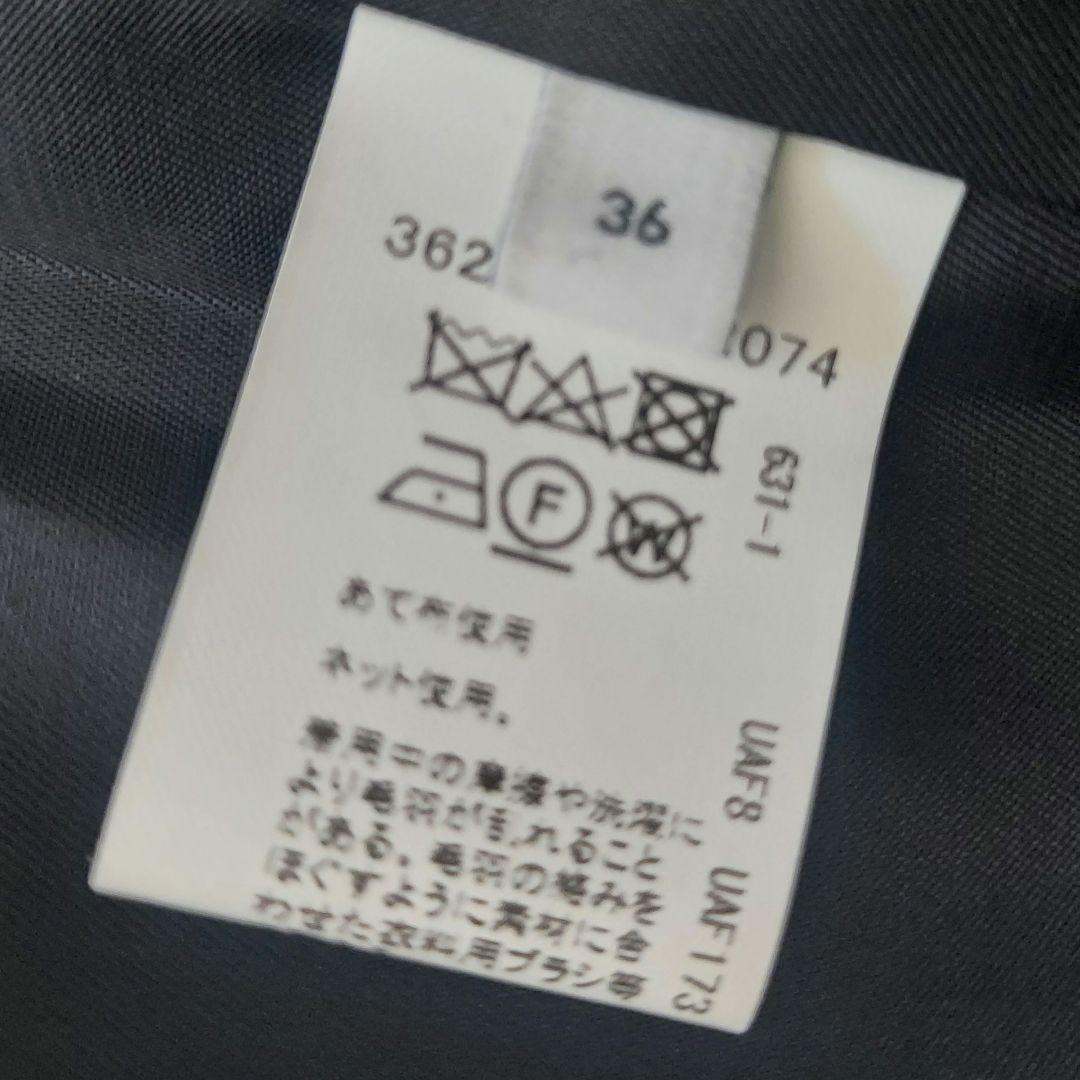 36
362
074
631-1
F
W
あて布使用
ネット使用。
着用中の摩擦や洗濯に
より毛羽が乱れること
がある。毛羽の絡みを
ほぐすように素材に合
わせた衣料用ブラシ等
UAF8 UAF173